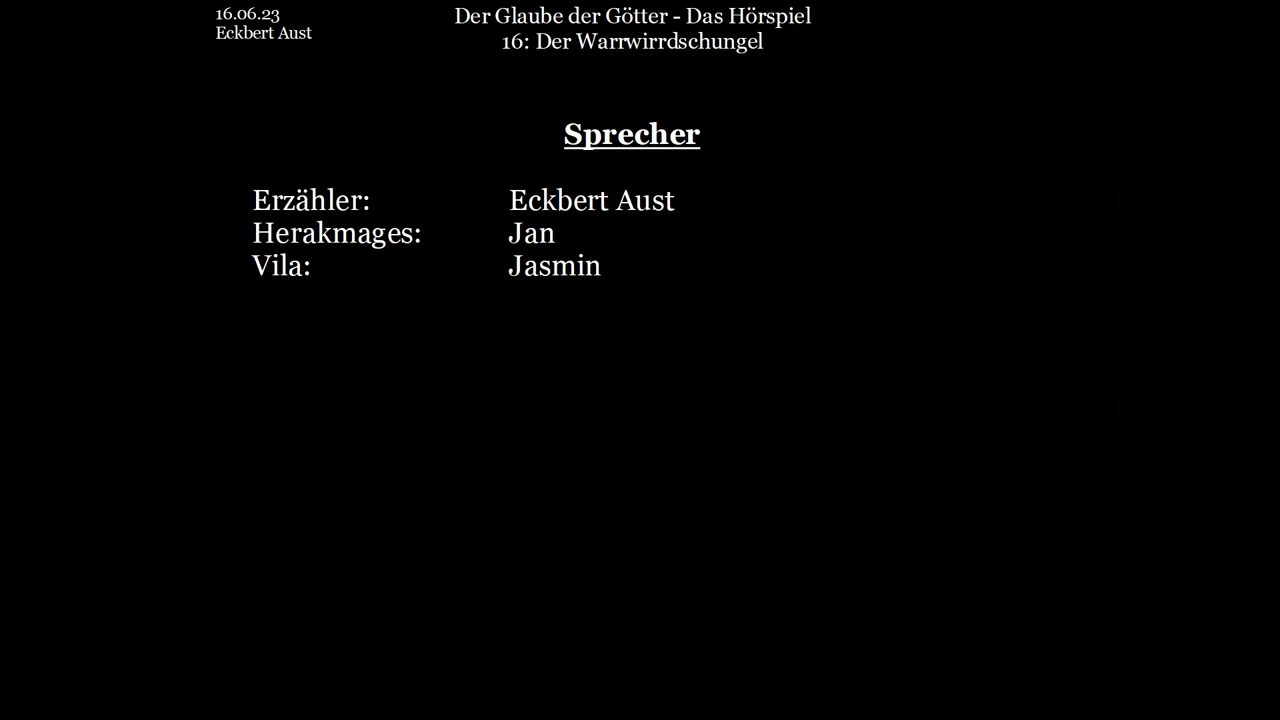 16.06.23
Eckbert Aust
Der Glaube der Götter - Das Hörspiel
16: Der Warrwirrdschungel
Sprecher
Erzähler: Eckbert Aust
Herakmages: Jan
Vila: Jasmin